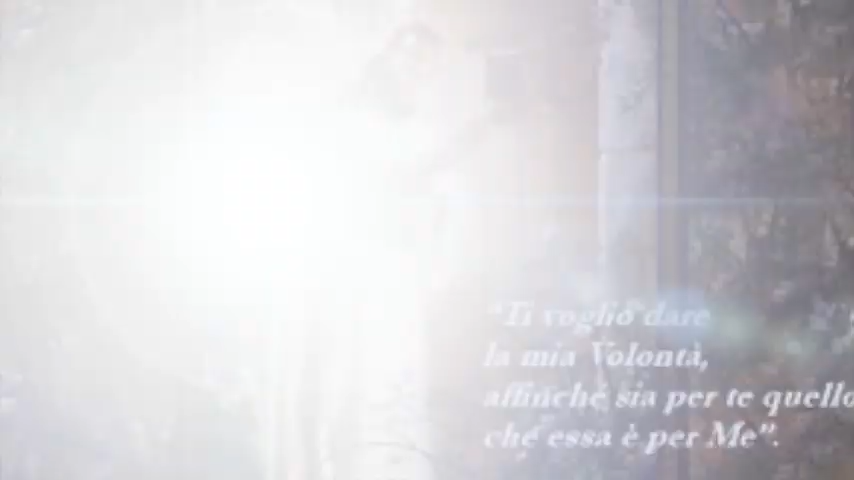 “Ti voglio dare
la mia Volontà,
affinché sia per te quello
che essa è per Me”.